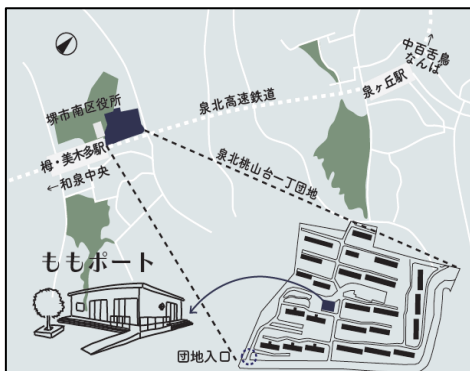 ↑
中百舌鳥
なんば
泉ヶ丘駅
堺市南区役所
泉北高速鉄道
栂・美木多駅
←和泉中央
泉北桃山台一丁団地
ももポート
団地入口